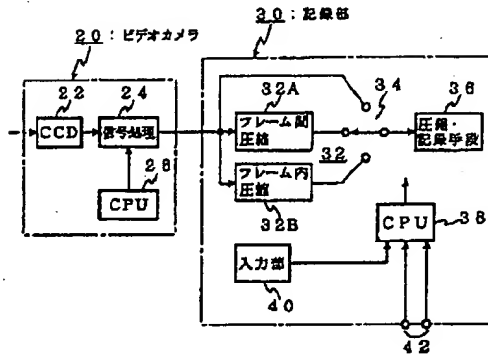 20：ビデオカメラ
30：記録部
22
24
CCD
信号処理
CPU
26
32A
フレーム間
圧縮
34
36
圧縮・
記録手段
32
フレーム内
圧縮
32B
CPU
38
入力部
40
42